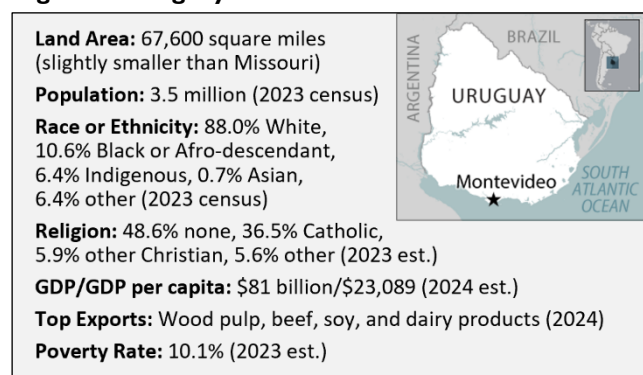 Land Area: 67,600 square miles
(slightly smaller than Missouri)
Population: 3.5 million (2023 census)
Race or Ethnicity: 88.0% White,
10.6% Black or Afro-descendant,
6.4% Indigenous, 0.7% Asian,
6.4% other (2023 census)
Religion: 48.6% none, 36.5% Catholic,
5.9% other Christian, 5.6% other (2023 est.)
GDP/GDP per capita: $81 billion/$23,089 (2024 est.)
Top Exports: Wood pulp, beef, soy, and dairy products (2024)
Poverty Rate: 10.1% (2023 est.)
ARGENTINA
BRAZIL
URUGUAY
Montevideo
SOUTH
ATLANTIC
OCEAN